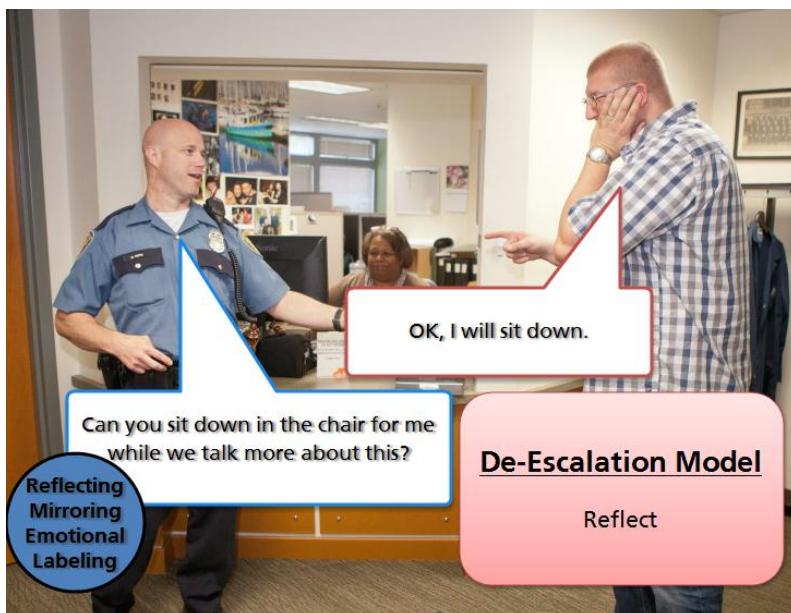 OK, I will sit down.
Can you sit down in the chair for me
while we talk more about this?
Reflecting
Mirroring
Emotional
Labeling
De-Escalation Model
Reflect